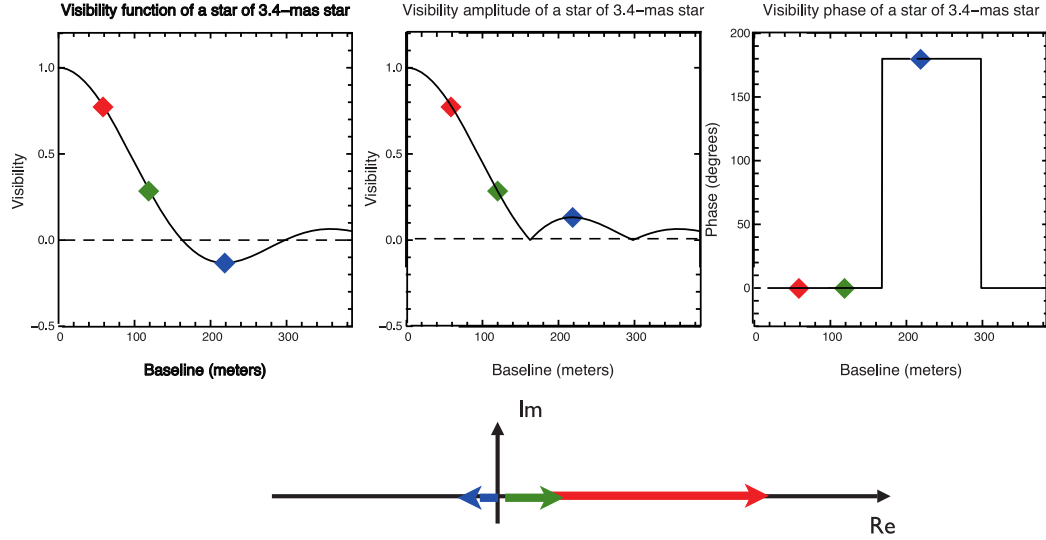 Visibility function of a star of 3.4–mas star
Visibility amplitude of a star of 3.4–mas star
Visibility phase of a star of 3.4–mas star
Visibility
1.0
0.5
0.0
−0.5
0
100
200
300
Baseline (meters)
Visibility
1.0
0.5
0.0
−0.5
0
100
200
300
Baseline (meters)
Phase (degrees)
200
150
100
50
0
0
100
200
300
Baseline (meters)
Im
Re